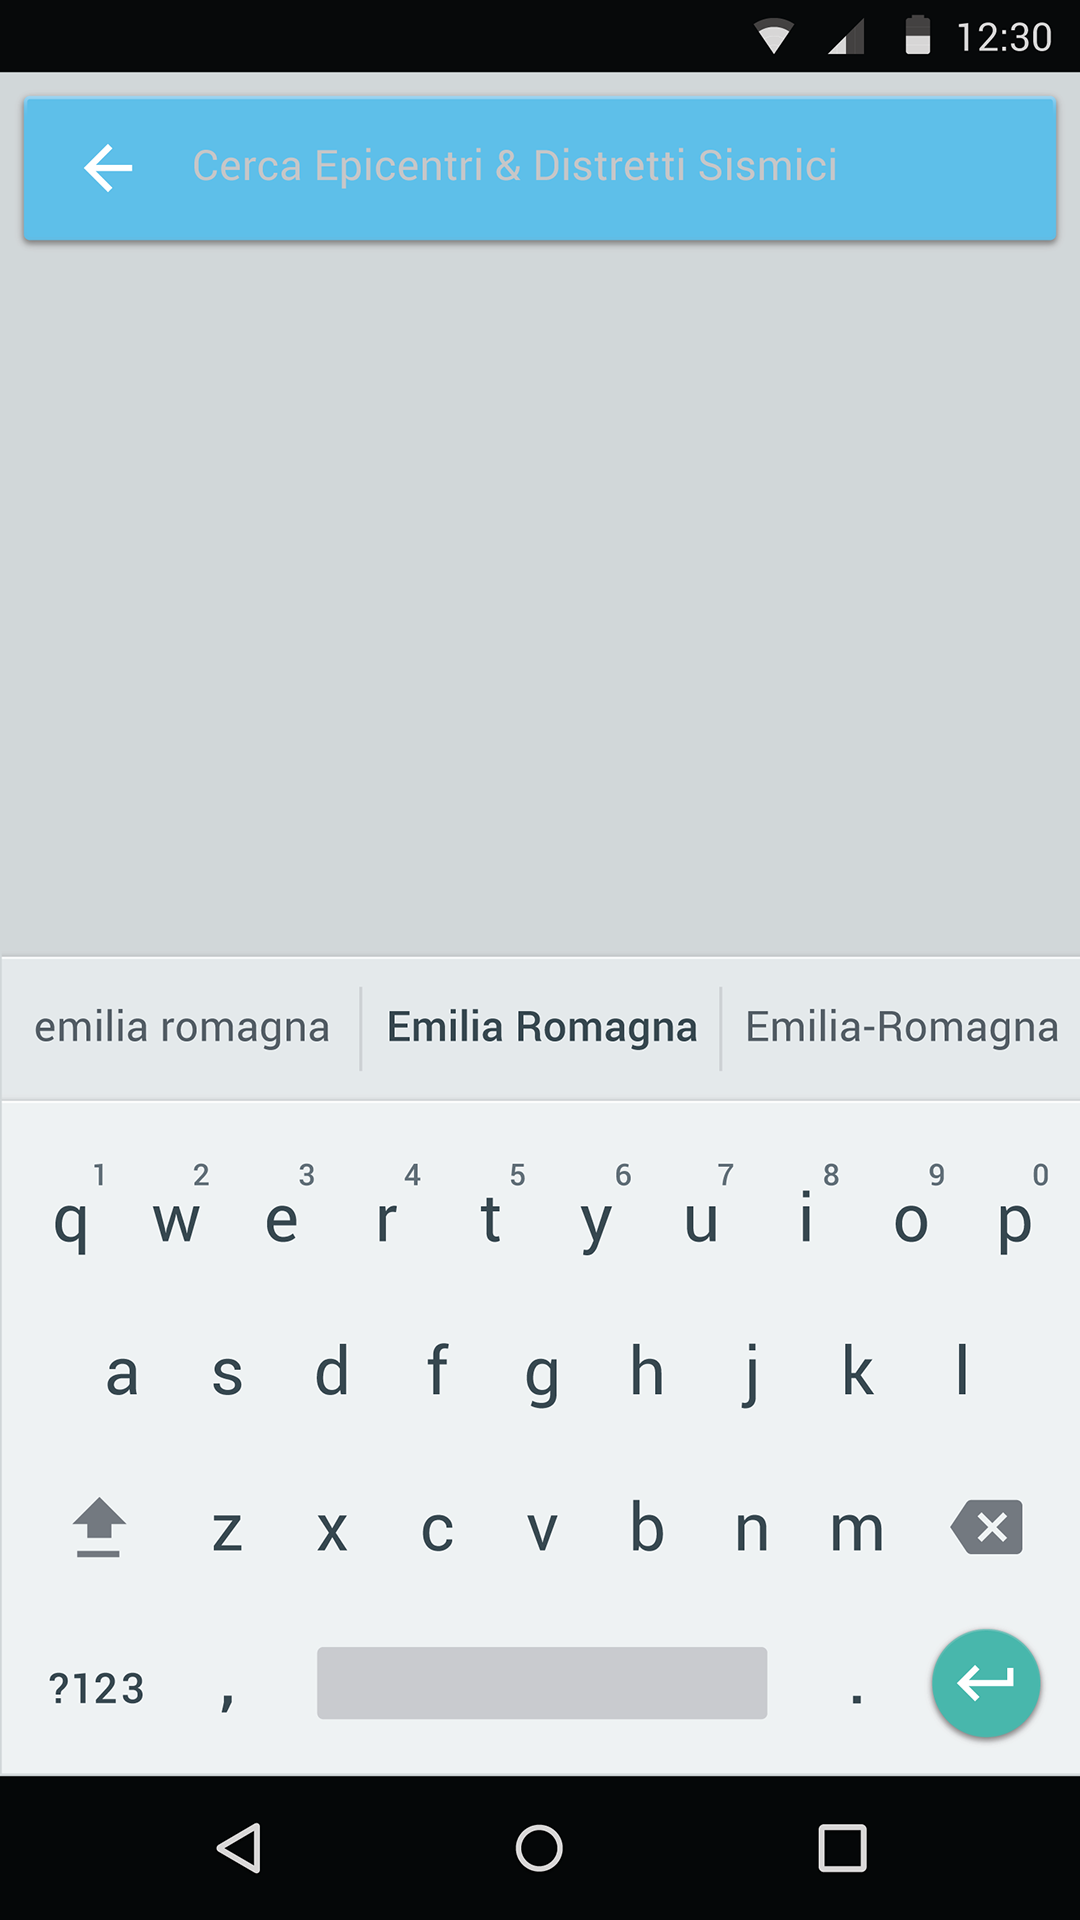 12:30
Cerca Epicentri & Distretti Sismici
emilia romagna Emilia Romagna Emilia-Romagna
1 2 3 4 5 6 7 8 9 0
q w e r t y u i o p
a s d f g h j k l
z x c v b n m
?123 , .